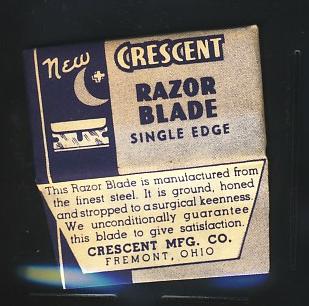 New CRESCENT
RAZOR
BLADE
SINGLE EDGE
This Razor Blade is manufactured from
the finest steel. It is ground, honed
and stropped to a surgical keenness.
We unconditionally guarantee
this blade to give satisfaction.
CRESCENT MFG. CO.
FREMONT, OHIO